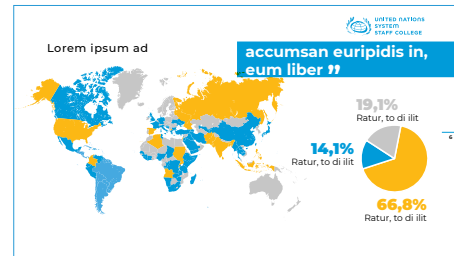 UNITED NATIONS
SYSTEM
STAFF COLLEGE
Lorem ipsum ad
accumsan euripidis in,
eum liber ”
19,1%
Ratur, to di ilit
14,1%
Ratur, to di ilit
66,8%
Ratur, to di ilit